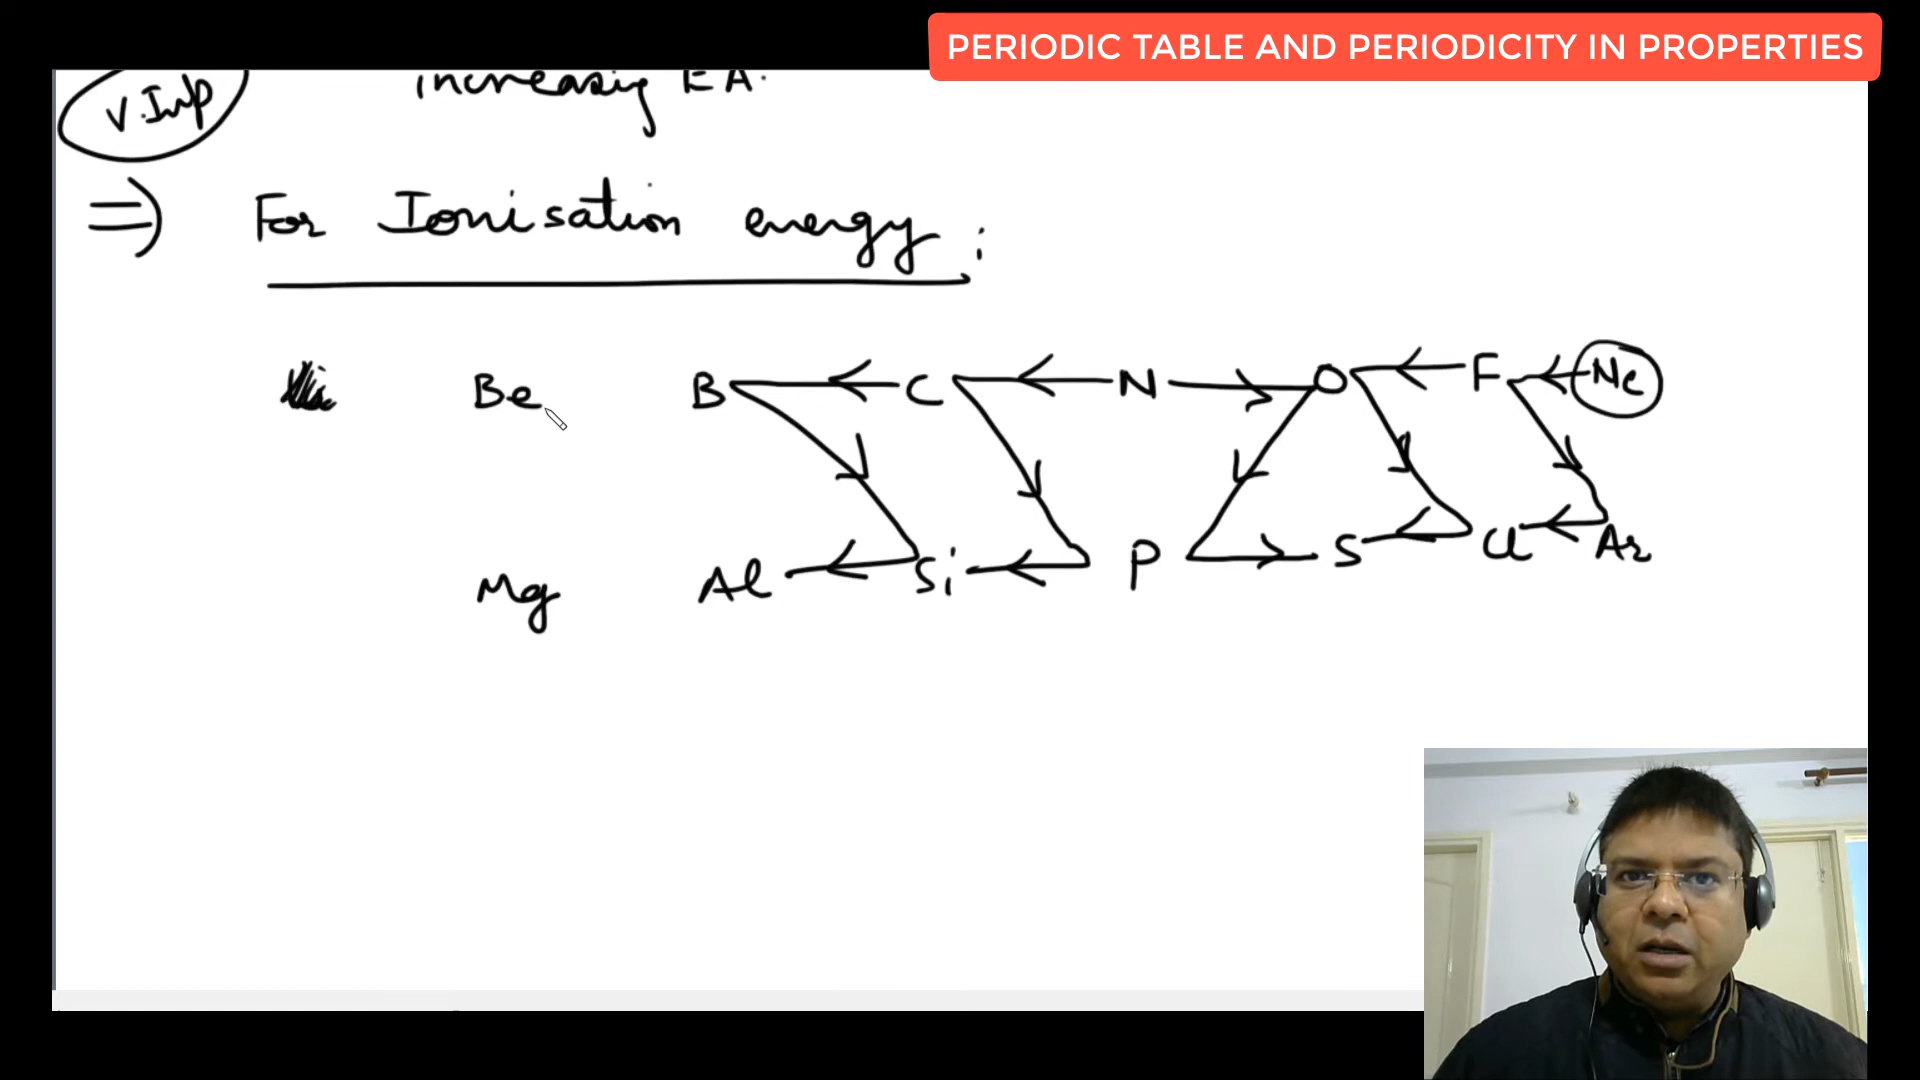 PERIODIC TABLE AND PERIODICITY IN PROPERTIES
V.Imp
increasing EA.
=> For Ionisation energy :
Be B C N O F Ne
Mg Al Si P S Cl Ar